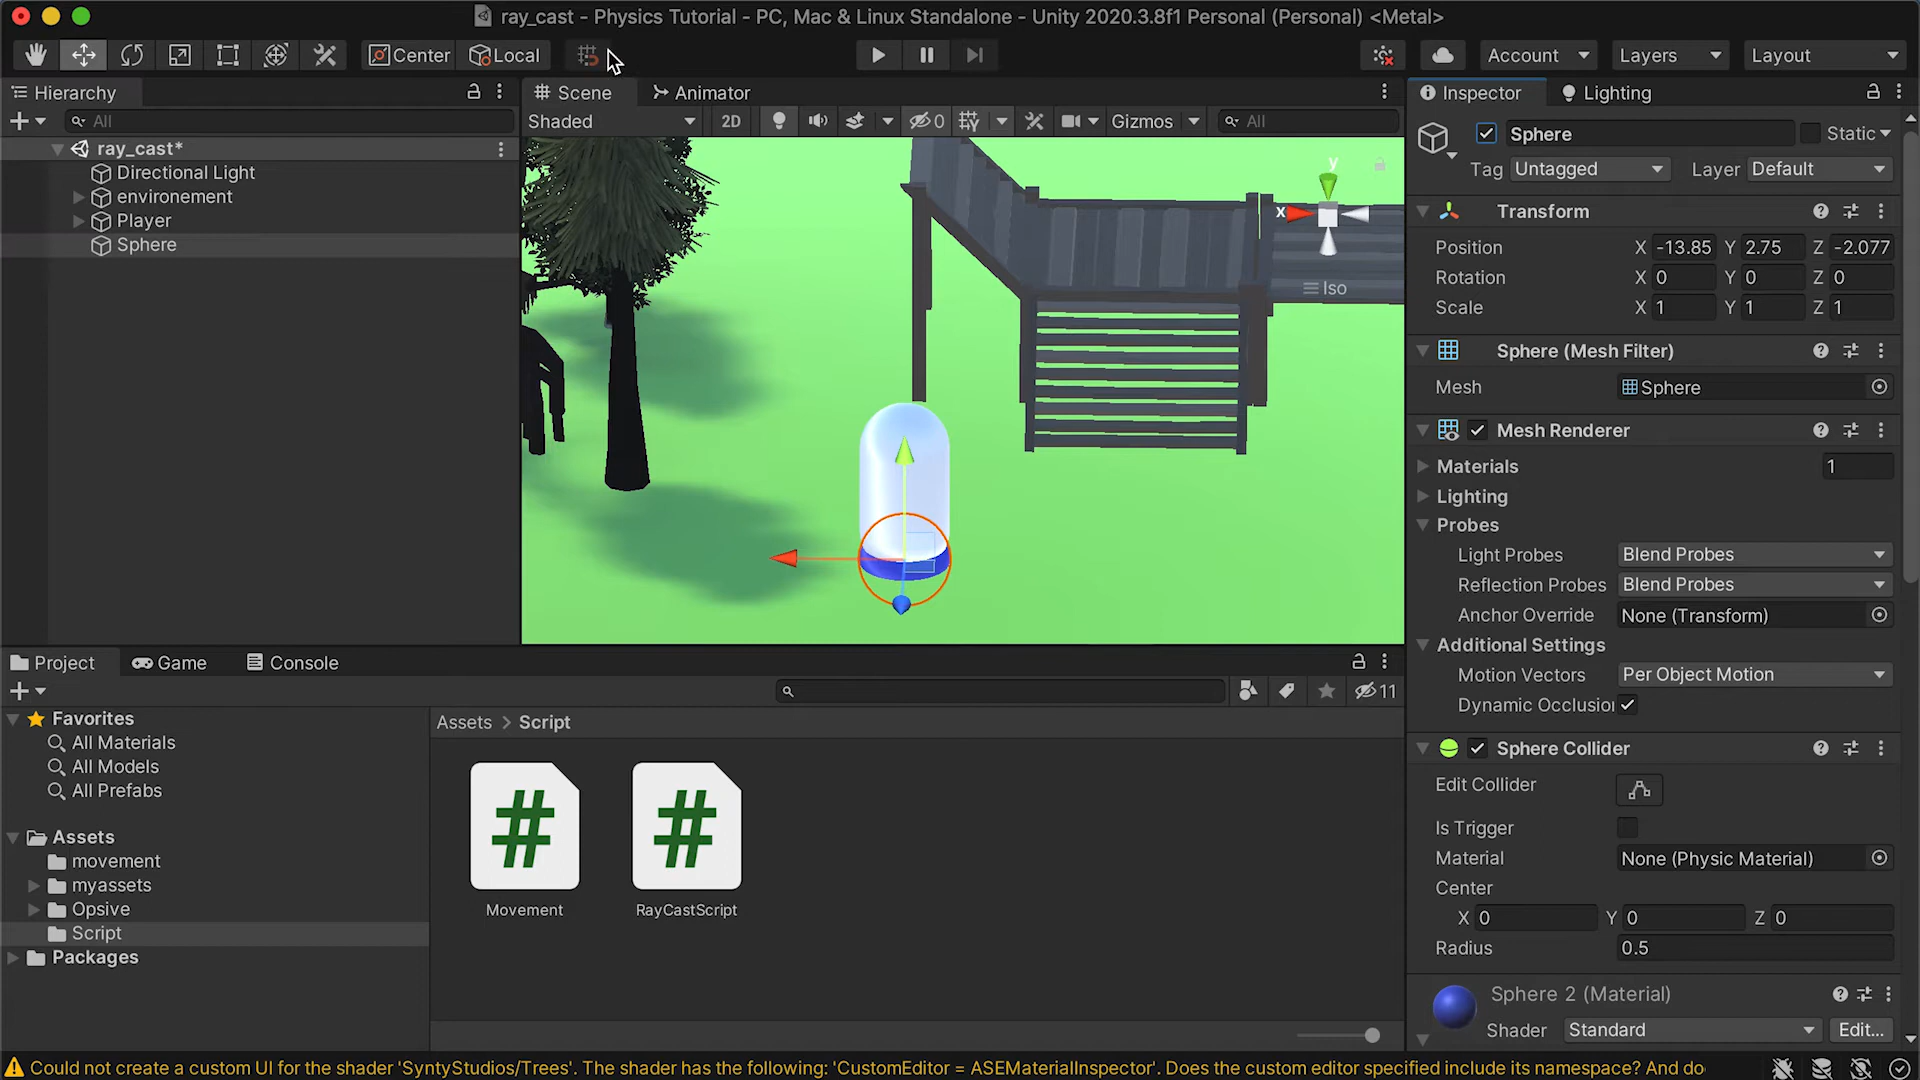 ray_cast - Physics Tutorial - PC, Mac & Linux Standalone - Unity 2020.3.8f1 Personal (Personal) <Metal>
Center Local Account Layers Layout
Hierarchy
All
ray_cast*
Directional Light
environement
Player
Sphere
Scene Animator
Shaded 2D 0 Gizmos All
y
x
Iso
Inspector Lighting
Sphere Static
Tag Untagged Layer Default
Transform
Position X -13.85 Y 2.75 Z -2.077
Rotation X 0 Y 0 Z 0
Scale X 1 Y 1 Z 1
Sphere (Mesh Filter)
Mesh Sphere
Mesh Renderer
Materials 1
Lighting
Probes
Light Probes Blend Probes
Reflection Probes Blend Probes
Anchor Override None (Transform)
Additional Settings
Motion Vectors Per Object Motion
Dynamic Occlusion
Sphere Collider
Edit Collider
Is Trigger
Material None (Physic Material)
Center
X 0 Y 0 Z 0
Radius 0.5
Sphere 2 (Material)
Shader Standard Edit...
Project Game Console
11
Favorites
All Materials
All Models
All Prefabs
Assets
movement
myassets
Opsive
Script
Packages
Assets > Script
Movement RayCastScript
Could not create a custom UI for the shader 'SyntyStudios/Trees'. The shader has the following: 'CustomEditor = ASEMaterialInspector'. Does the custom editor specified include its namespace? And do